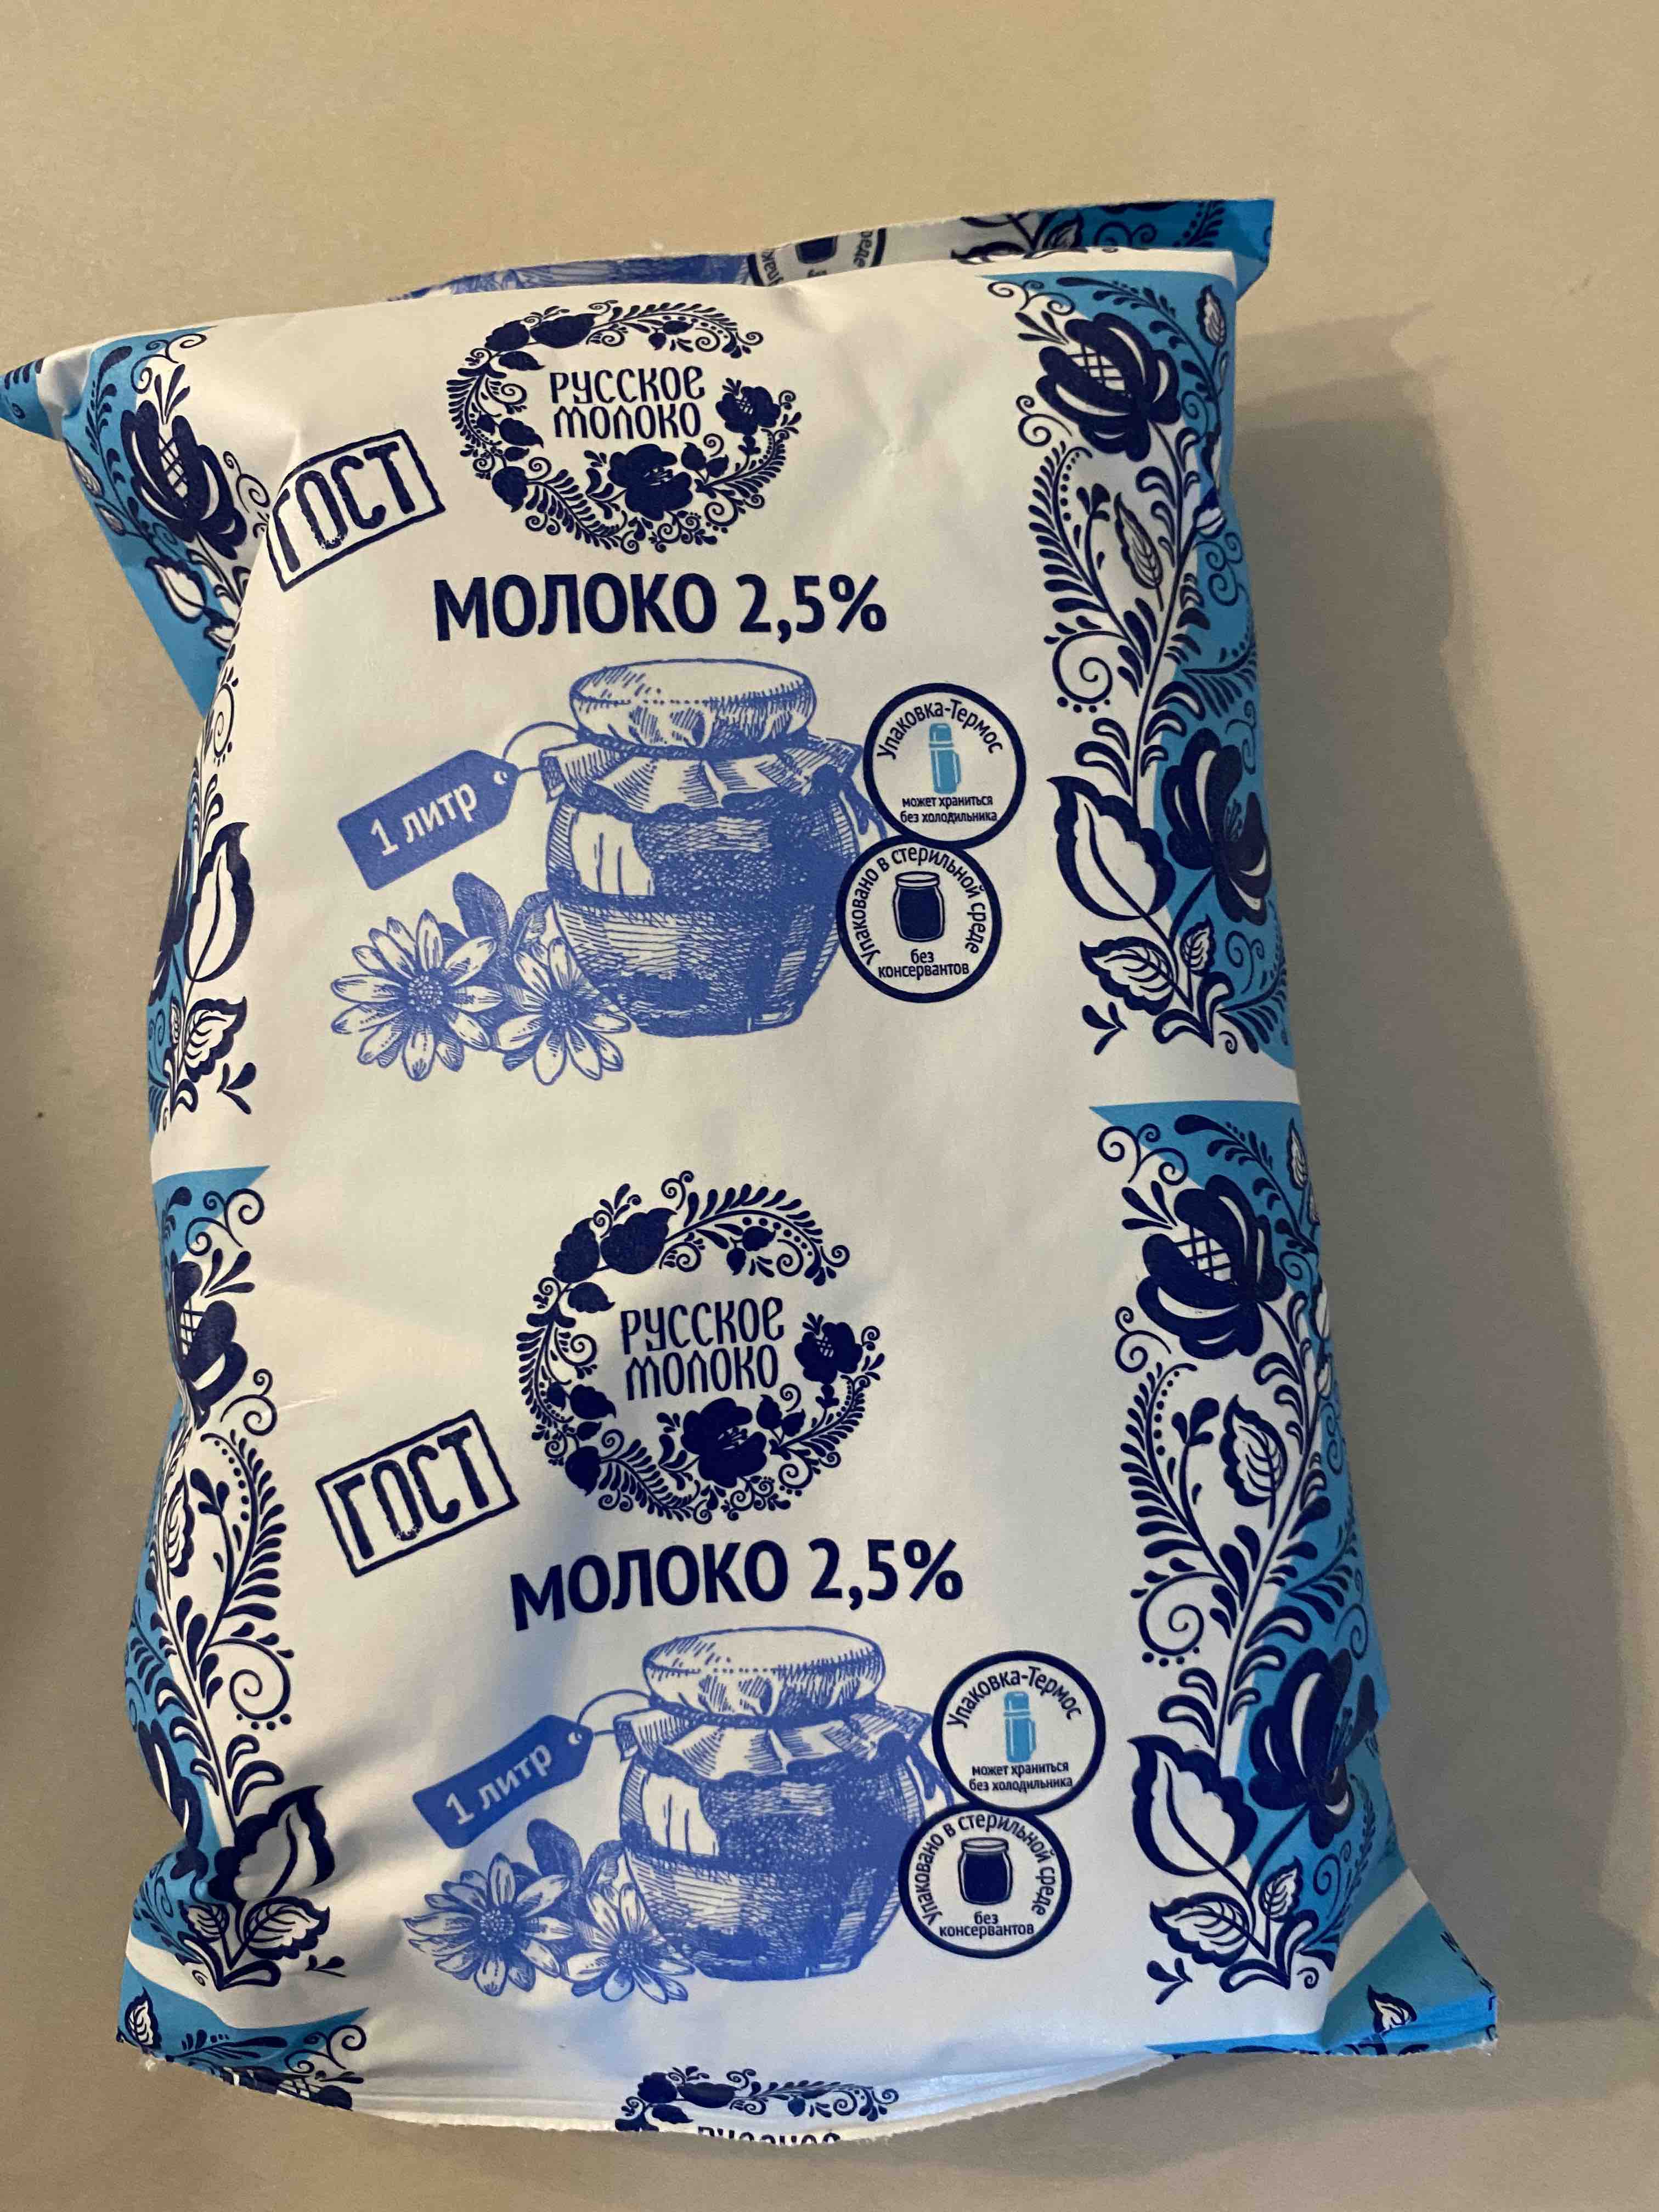 РУССКОЕ
МОЛОКО
ГОСТ
МОЛОКО 2,5%
1 литр
Упаковка-Термос
может храниться
без холодильника
Упаковано в стерильной среде
без
консервантов
РУССКОЕ
МОЛОКО
ГОСТ
МОЛОКО 2,5%
1 литр
Упаковка-Термос
может храниться
без холодильника
Упаковано в стерильной среде
без
консервантов